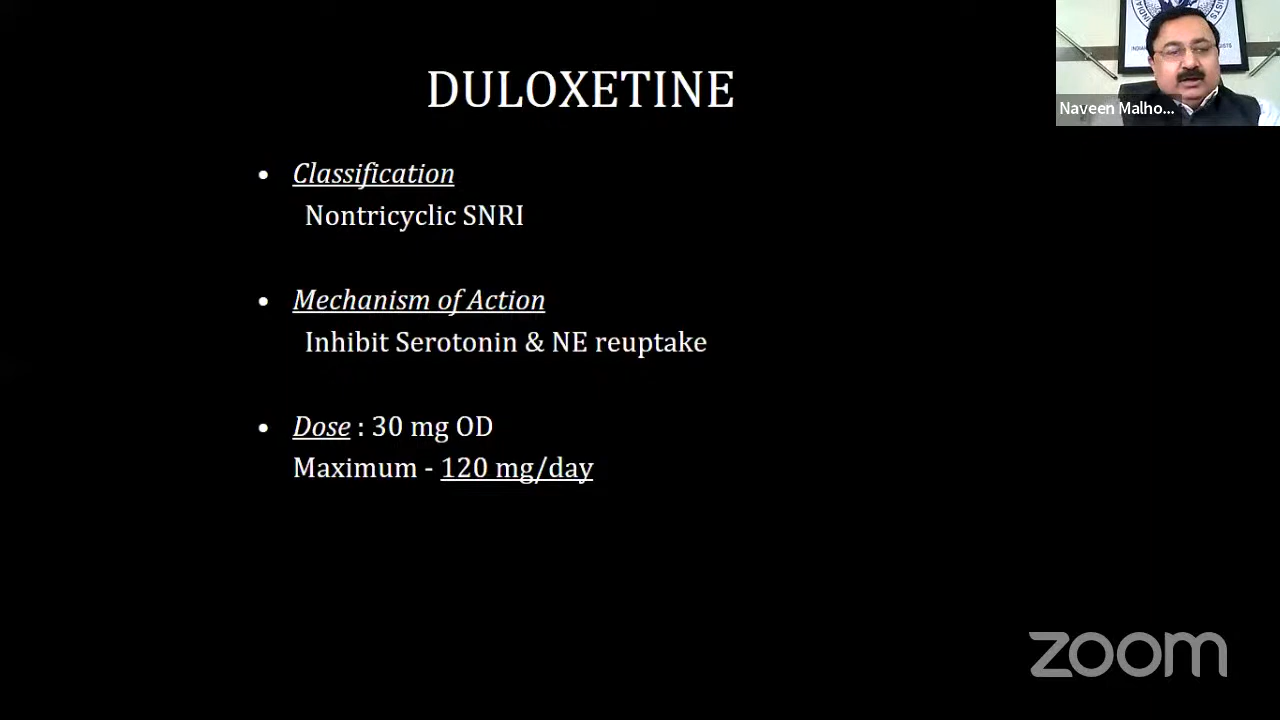 DULOXETINE
• Classification
Nontricyclic SNRI
• Mechanism of Action
Inhibit Serotonin & NE reuptake
• Dose : 30 mg OD
Maximum - 120 mg/day
Naveen Malho...
zoom